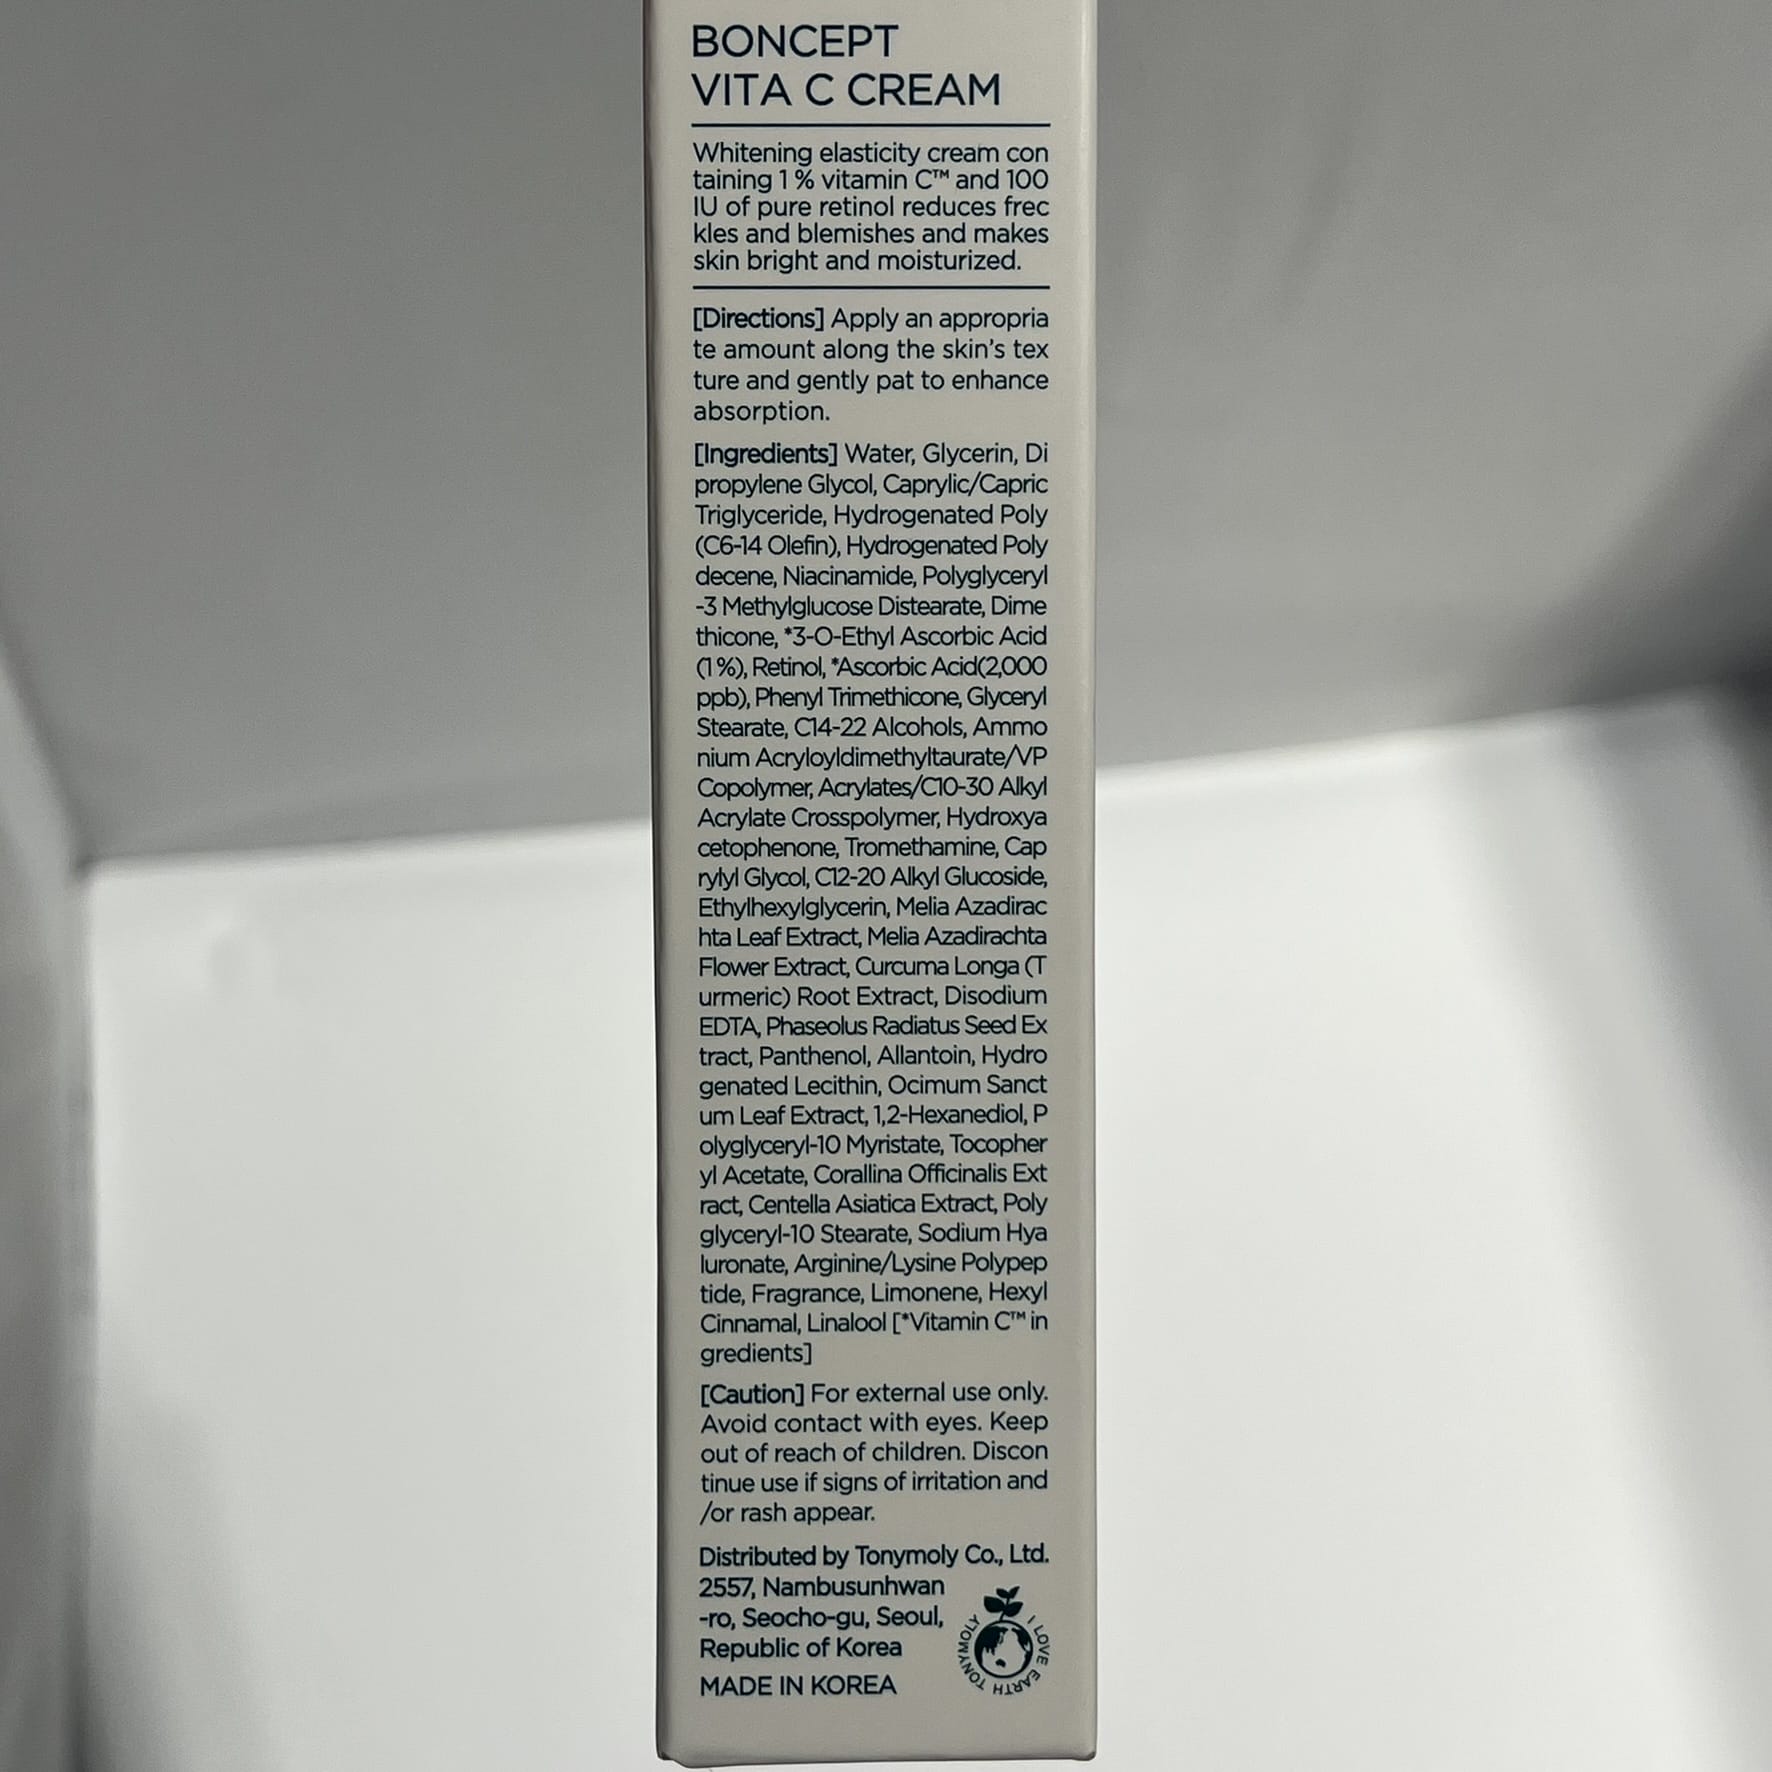 BONCEPT
VITA C CREAM
Whitening elasticity cream con
taining 1 % vitamin C™ and 100
IU of pure retinol reduces frec
kles and blemishes and makes
skin bright and moisturized.
[Directions] Apply an appropria
te amount along the skin's tex
ture and gently pat to enhance
absorption.
[Ingredients] Water, Glycerin, Di
propylene Glycol, Caprylic/Capric
Triglyceride, Hydrogenated Poly
(C6-14 Olefin), Hydrogenated Poly
decene, Niacinamide, Polyglyceryl
-3 Methylglucose Distearate, Dime
thicone, *3-O-Ethyl Ascorbic Acid
(1 %), Retinol, *Ascorbic Acid(2,000
ppb), Phenyl Trimethicone, Glyceryl
Stearate, C14-22 Alcohols, Ammo
nium Acryloyldimethyltaurate/VP
Copolymer, Acrylates/C10-30 Alkyl
Acrylate Crosspolymer, Hydroxya
cetophenone, Tromethamine, Cap
rylyl Glycol, C12-20 Alkyl Glucoside,
Ethylhexylglycerin, Melia Azadirac
hta Leaf Extract, Melia Azadirachta
Flower Extract, Curcuma Longa (T
urmeric) Root Extract, Disodium
EDTA, Phaseolus Radiatus Seed Ex
tract, Panthenol, Allantoin, Hydro
genated Lecithin, Ocimum Sanct
um Leaf Extract, 1,2-Hexanediol, P
olyglyceryl-10 Myristate, Tocopher
yl Acetate, Corallina Officinalis Ext
ract, Centella Asiatica Extract, Poly
glyceryl-10 Stearate, Sodium Hya
luronate, Arginine/Lysine Polypep
tide, Fragrance, Limonene, Hexyl
Cinnamal, Linalool [*Vitamin C™ in
gredients]
[Caution] For external use only.
Avoid contact with eyes. Keep
out of reach of children. Discon
tinue use if signs of irritation and
/or rash appear.
Distributed by Tonymoly Co., Ltd.
2557, Nambusunhwan
-ro, Seocho-gu, Seoul,
Republic of Korea
MADE IN KOREA
I LOVE EARTH TONYMOLY